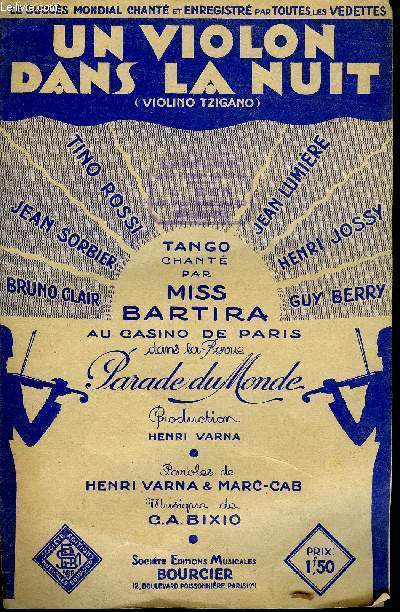 LE SUCCÈS MONDIAL CHANTÉ ET ENREGISTRÉ PAR TOUTES LES VEDETTES
UN VIOLON
DANS LA NUIT
(VIOLINO TZIGANO)
TINO ROSSI
JEAN LUMIÈRE
JEAN SORBIER
HENRI JOSSY
BRUNO CLAIR
GUY BERRY
TANGO
CHANTÉ
PAR
MISS
BARTIRA
AU CASINO DE PARIS
dans la Revue
Parade du Monde
Production
HENRI VARNA
Paroles de
HENRI VARNA & MARC-CAB
Musique de
C.A. BIXIO
SOCIÉTÉ EDITIONS MUSICALES
BOURCIER
12, BOULEVARD POISSONNIÈRE, PARIS (9e)
PRIX:
1f,50